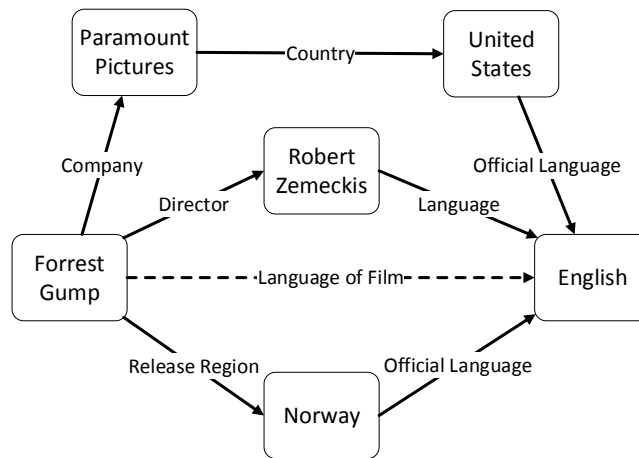 Paramount
Pictures
Country
United
States
Company
Official Language
Robert
Zemeckis
Director
Language
Forrest
Gump
Language of Film
English
Release Region
Official Language
Norway